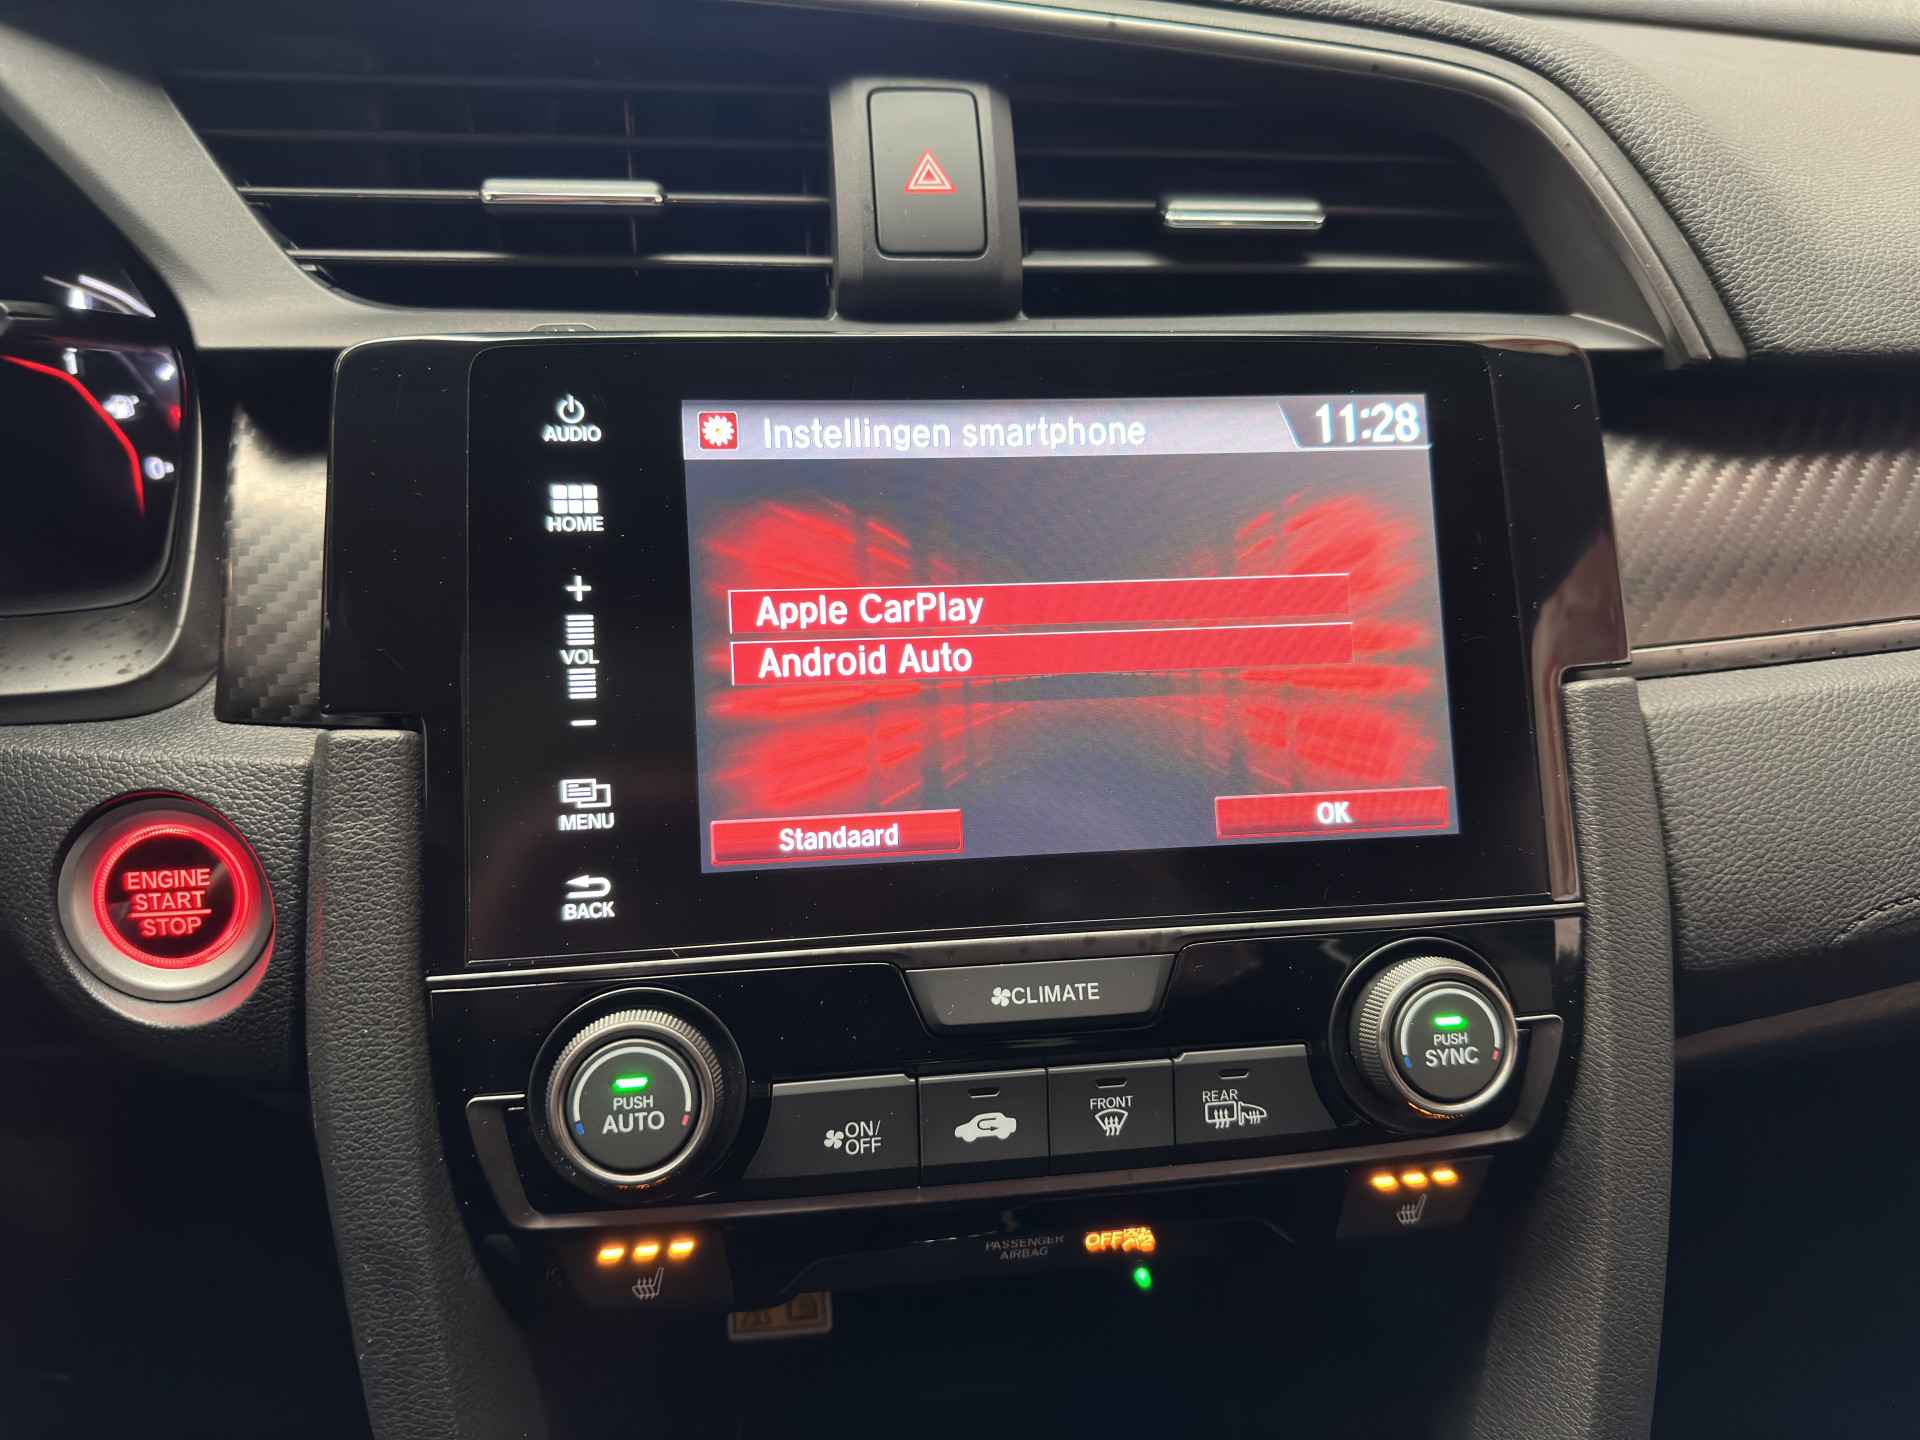 AUDIO
HOME
+
VOL
−
MENU
BACK
Instellingen smartphone
11:28
Apple CarPlay
Android Auto
Standaard
OK
ENGINE
START
STOP
CLIMATE
PUSH
AUTO
ON/
OFF
FRONT
REAR
PUSH
SYNC
PASSENGER
AIRBAG
OFF